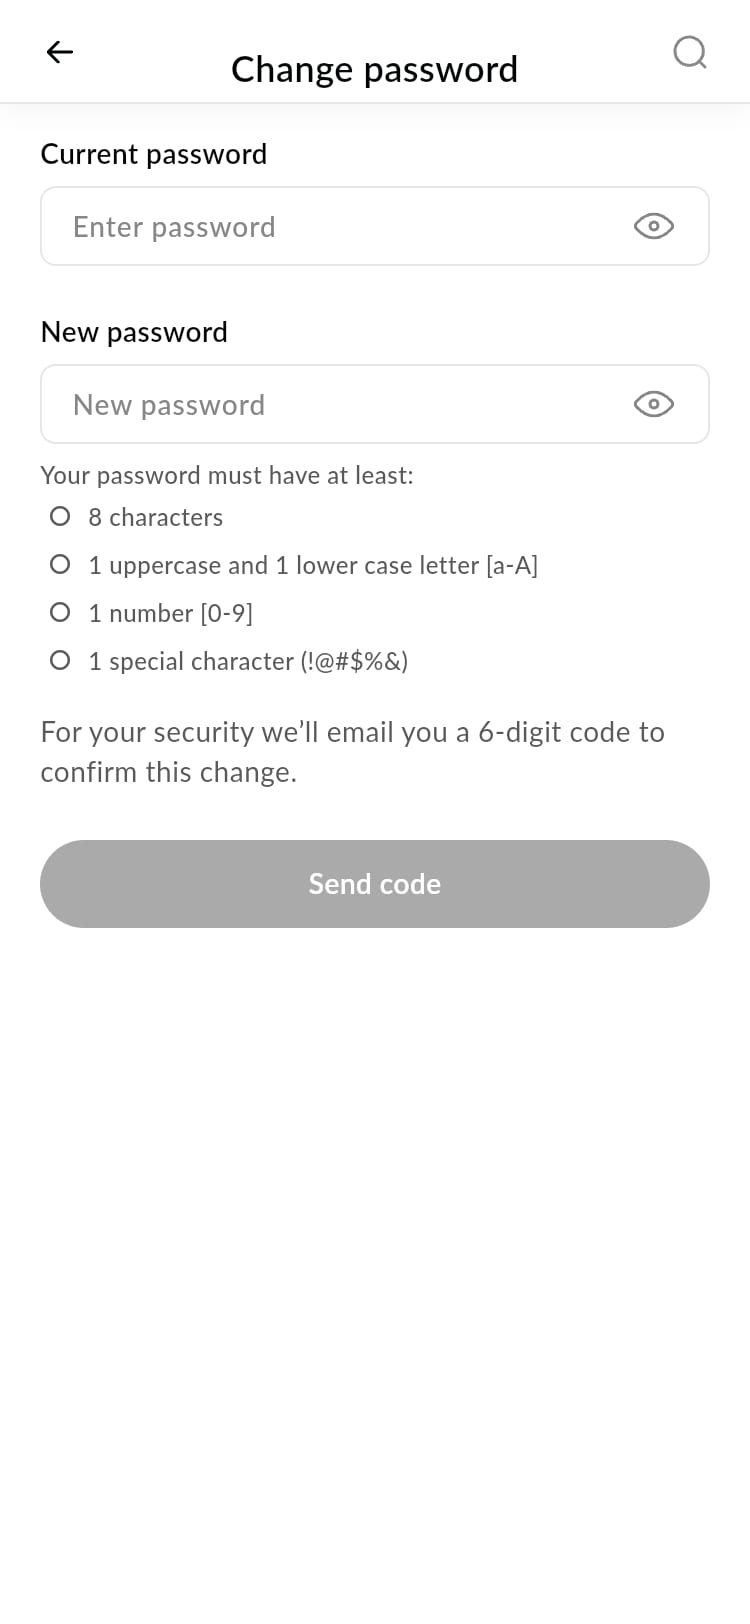 Change password
Current password
Enter password
New password
New password
Your password must have at least:
8 characters
1 uppercase and 1 lower case letter [a-A]
1 number [0-9]
1 special character (!@#$%&)
For your security we’ll email you a 6-digit code to
confirm this change.
Send code